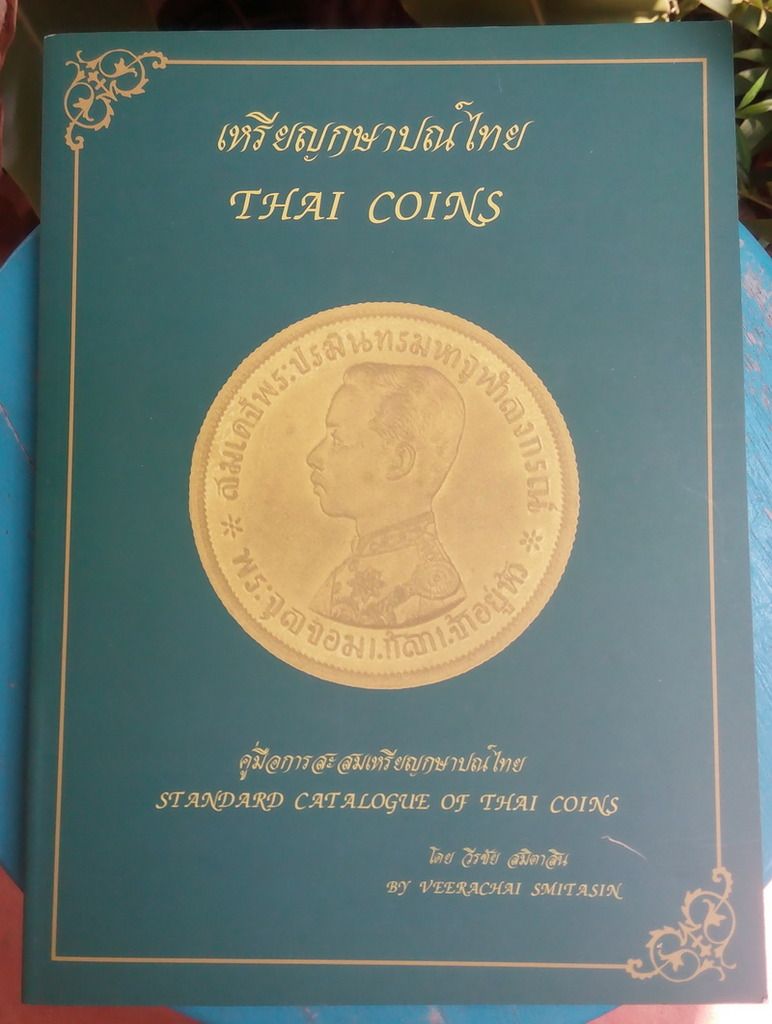 เหรียญกษาปณ์ไทย
THAI COINS
สมเดจพระปรมินทรมหาจุฬาลงกรณ์
พระจุลจอมเกล้าเจ้าอยู่หัว
คู่มือการสะสมเหรียญกษาปณ์ไทย
STANDARD CATALOGUE OF THAI COINS
โดย วีรชัย สมิตาสิน
BY VEERACHAI SMITASIN